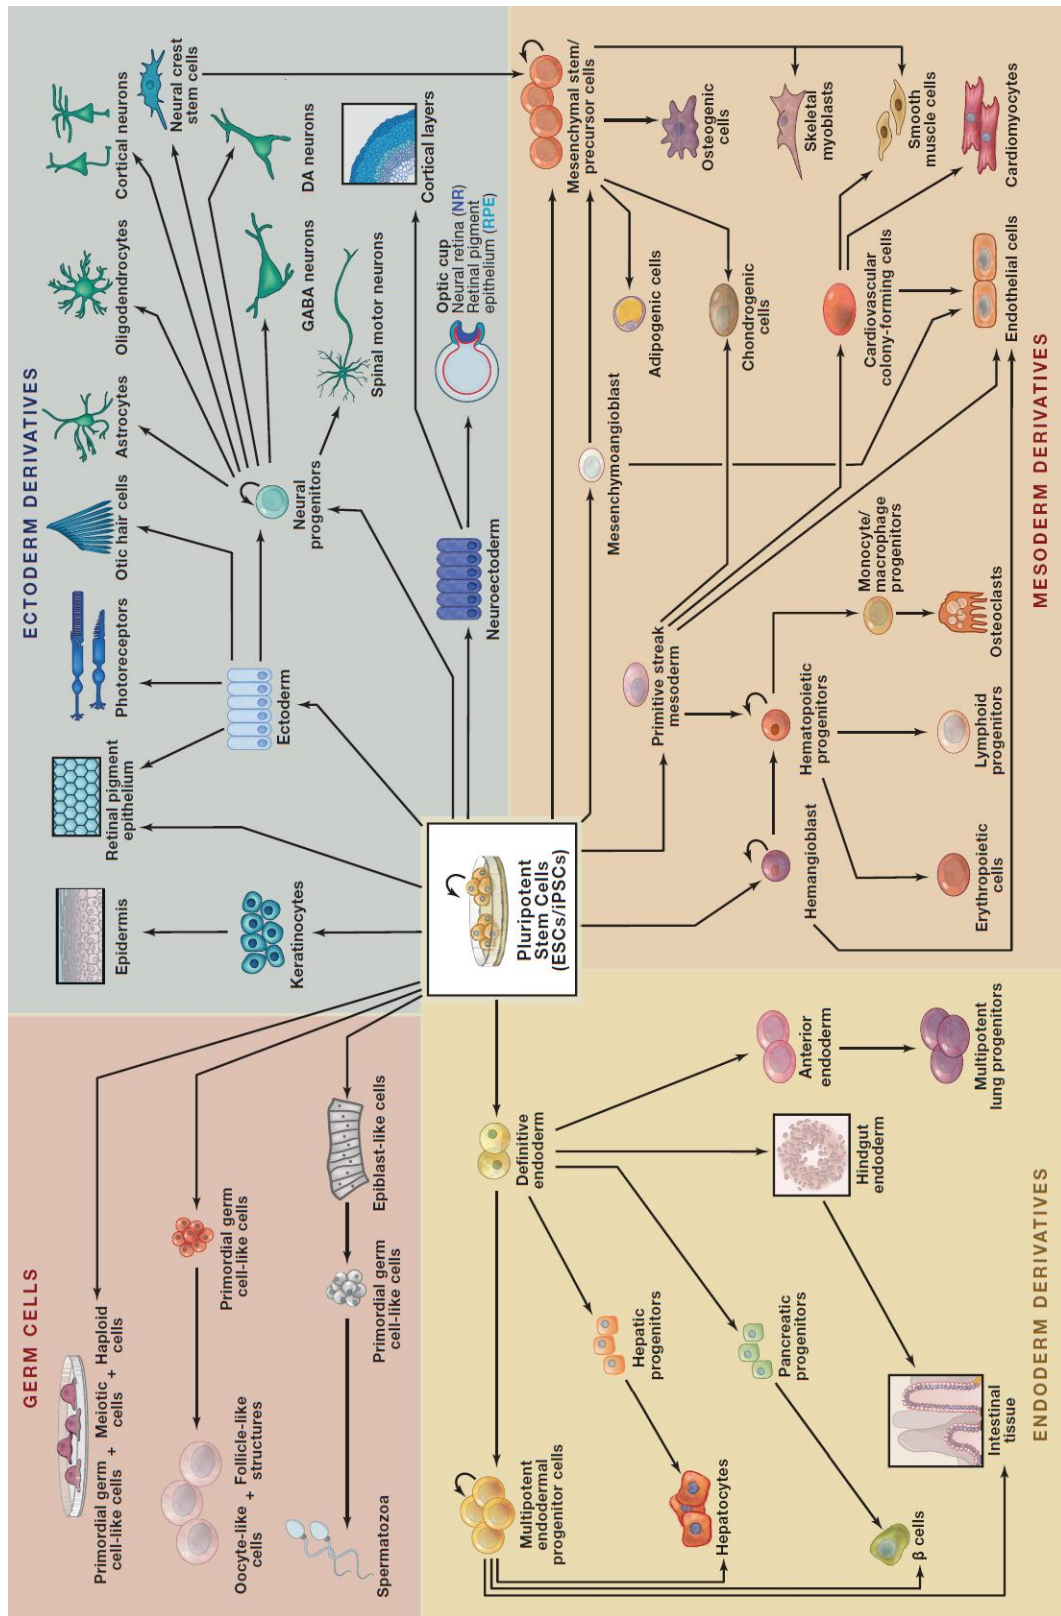 GERM CELLS
Primordial germ
cell-like cells
+
Meiotic
cells
+
Haploid
cells
Oocyte-like
cells
+
Follicle-like
structures
Primordial germ
cell-like cells
Spermatozoa
Primordial germ
cell-like cells
Epiblast-like cells
ECTODERM DERIVATIVES
Epidermis
Keratinocytes
Retinal pigment
epithelium
Photoreceptors
Otic hair cells
Astrocytes
Oligodendrocytes
Cortical neurons
Neural crest
stem cells
Ectoderm
Neural
progenitors
GABA neurons
DA neurons
Spinal motor neurons
Neuroectoderm
Optic cup
Neural retina (NR)
Retinal pigment
epithelium (RPE)
Cortical layers
Pluripotent
Stem Cells
(ESCs/iPSCs)
Definitive
endoderm
Multipotent
endodermal
progenitor cells
Hepatic
progenitors
Hepatocytes
Pancreatic
progenitors
β cells
Hindgut
endoderm
Intestinal
tissue
Anterior
endoderm
Multipotent
lung progenitors
ENDODERM DERIVATIVES
Mesenchymal stem/
precursor cells
Mesenchymoangioblast
Adipogenic cells
Osteogenic
cells
Primitive streak
mesoderm
Chondrogenic
cells
Skeletal
myoblasts
Hemangioblast
Hematopoietic
progenitors
Monocyte/
macrophage
progenitors
Cardiovascular
colony-forming cells
Smooth
muscle cells
Erythropoietic
cells
Lymphoid
progenitors
Osteoclasts
Endothelial cells
Cardiomyocytes
MESODERM DERIVATIVES